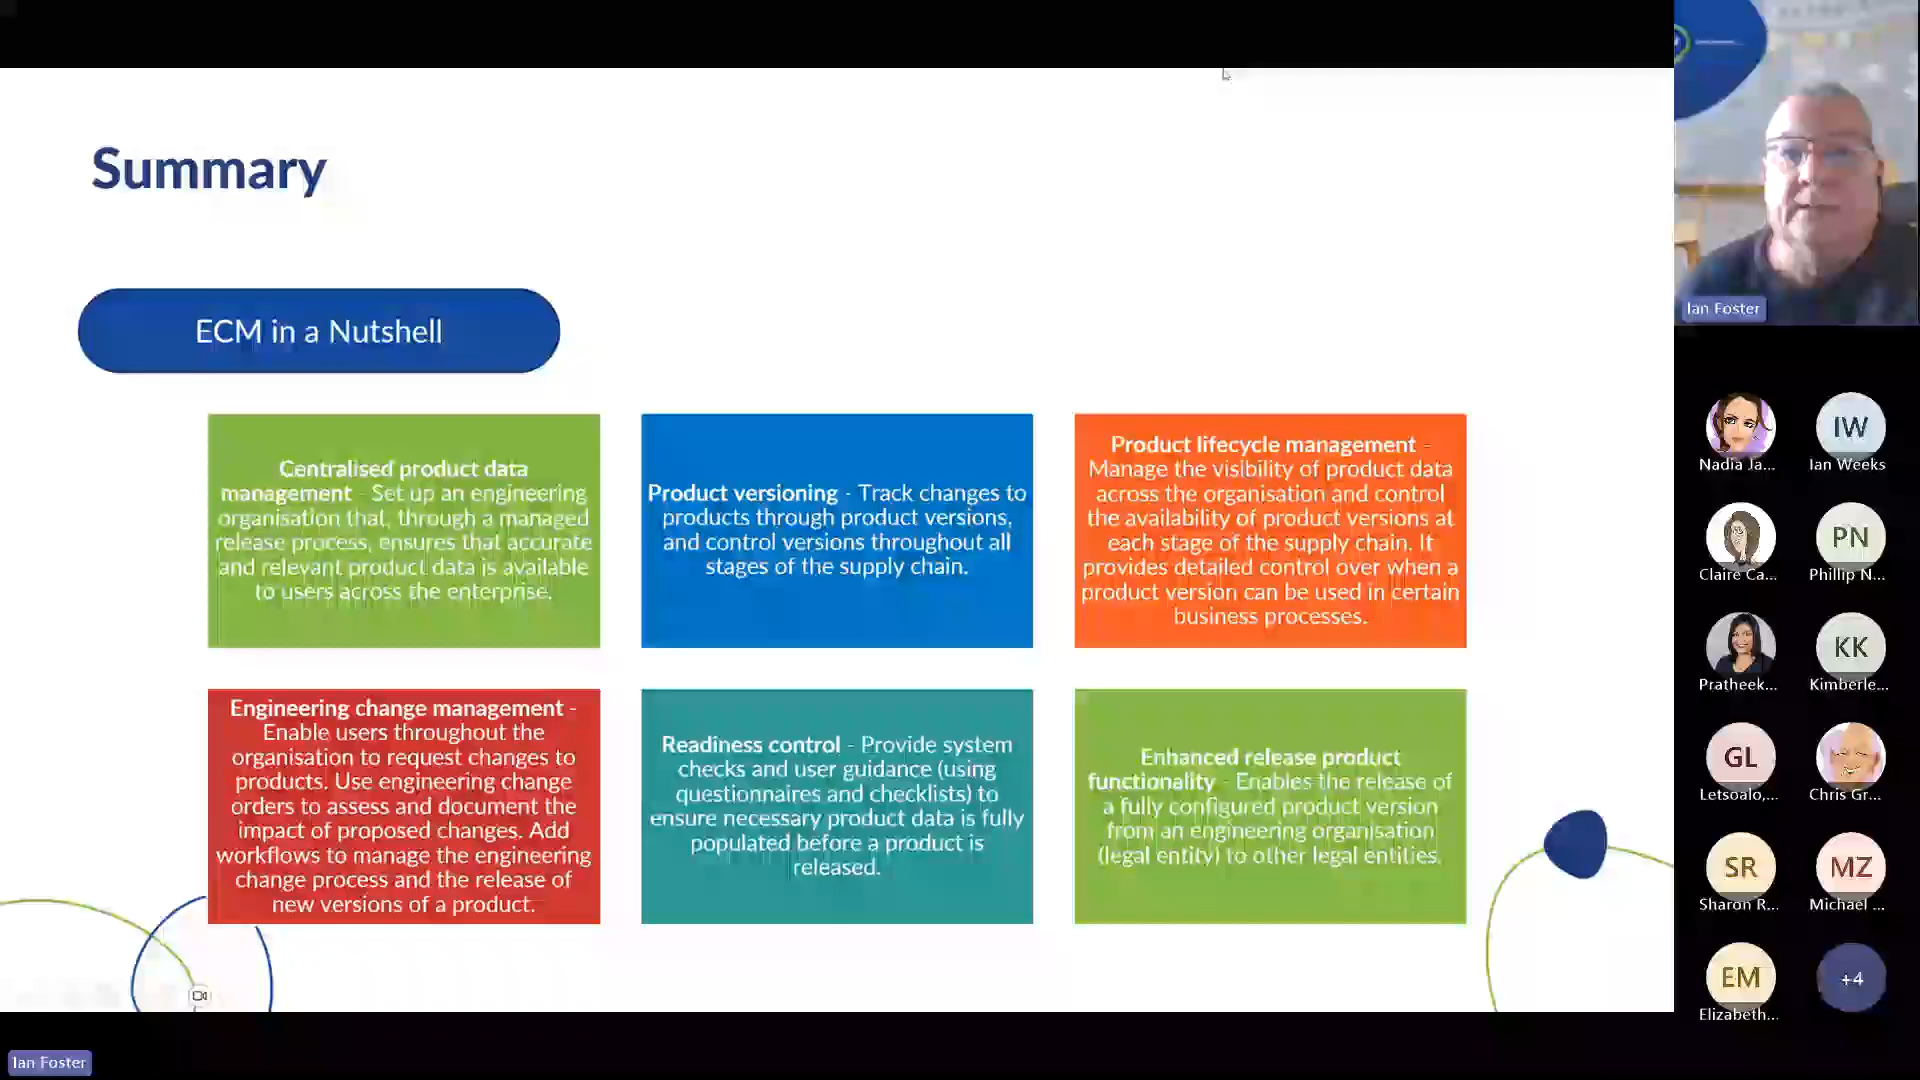 Summary
ECM in a Nutshell
Centralised product data
management - Set up an engineering
organisation that, through a managed
release process, ensures that accurate
and relevant product data is available
to users across the enterprise.
Product versioning - Track changes to
products through product versions,
and control versions throughout all
stages of the supply chain.
Product lifecycle management -
Manage the visibility of product data
across the organisation and control
the availability of product versions at
each stage of the supply chain. It
provides detailed control over when a
product version can be used in certain
business processes.
Engineering change management -
Enable users throughout the
organisation to request changes to
products. Use engineering change
orders to assess and document the
impact of proposed changes. Add
workflows to manage the engineering
change process and the release of
new versions of a product.
Readiness control - Provide system
checks and user guidance (using
questionnaires and checklists) to
ensure necessary product data is fully
populated before a product is
released.
Enhanced release product
functionality - Enables the release of
a fully configured product version
from an engineering organisation
(legal entity) to other legal entities.
Ian Foster
Nadia Ja...
IW
Ian Weeks
Claire Ca...
PN
Phillip N...
Pratheek...
KK
Kimberle...
GL
Letsoalo,...
Chris Gr...
SR
Sharon R...
MZ
Michael ...
EM
Elizabeth...
+4
Ian Foster